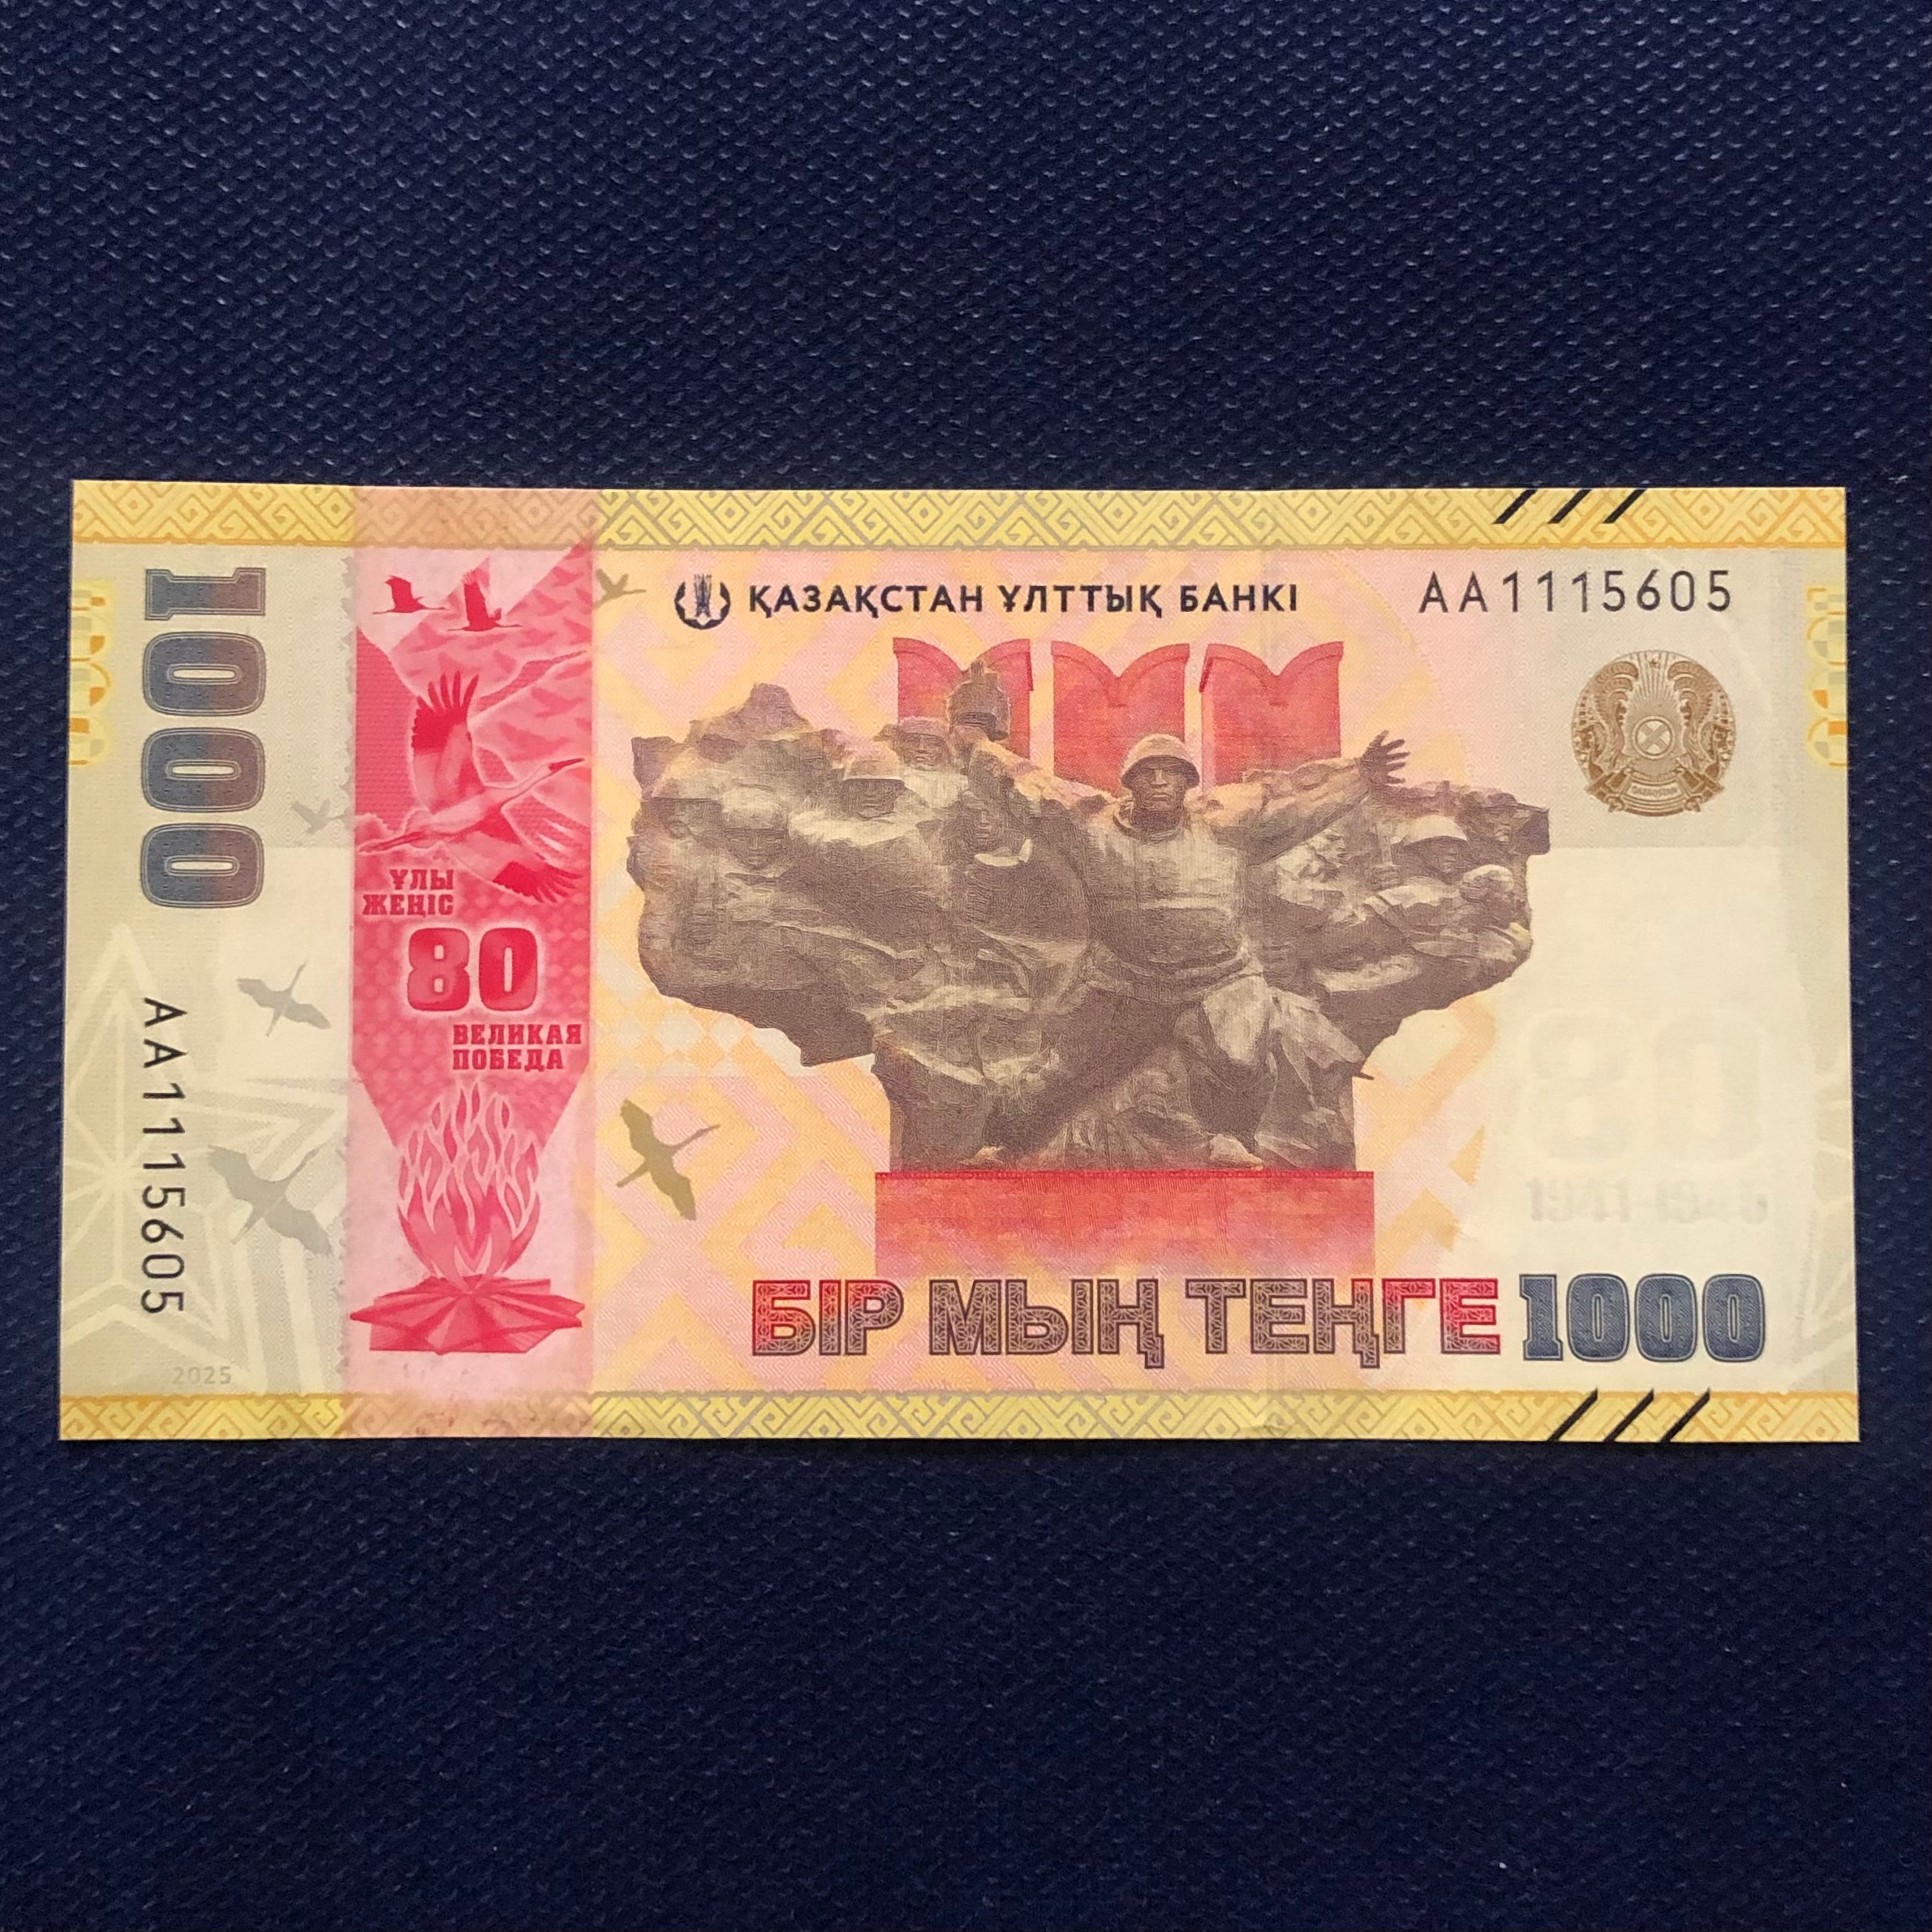 ҚАЗАҚСТАН ҰЛТТЫҚ БАНКІ
АА1115605
1000
ҰЛЫ
ЖЕҢІС
80
ВЕЛИКАЯ
ПОБЕДА
АА1115605
2025
БІР МЫҢ ТЕҢГЕ 1000